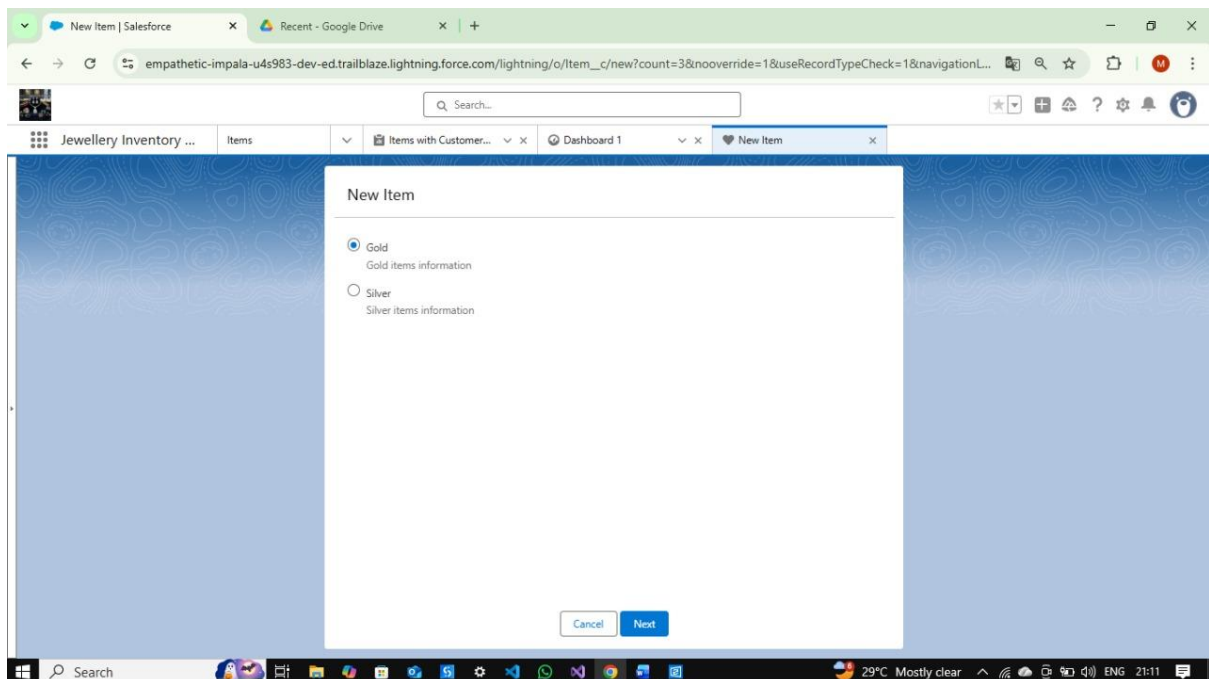 New Item | Salesforce
Recent - Google Drive
empathetic-impala-u4s983-dev-ed.trailblaze.lightning.force.com/lightning/o/Item__c/new?count=3&nooverride=1&useRecordTypeCheck=1&navigationL...
M
Search...
Jewellery Inventory ...
Items
Items with Customer...
Dashboard 1
New Item
New Item
Gold
Gold items information
Silver
Silver items information
Cancel
Next
Search
29°C Mostly clear
ENG
21:11